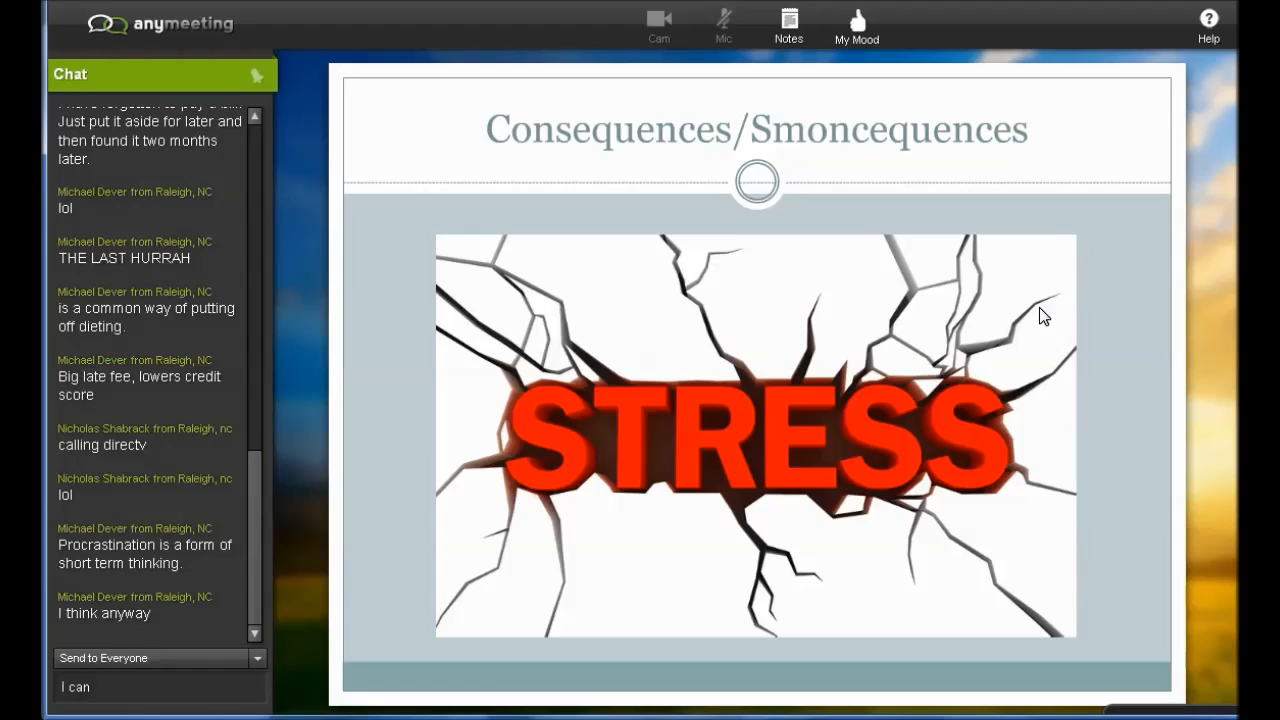 anymeeting
Cam
Mic
Notes
My Mood
Help
Chat
Just put it aside for later and
then found it two months
later.
Michael Dever from Raleigh, NC
lol
Michael Dever from Raleigh, NC
THE LAST HURRAH
Michael Dever from Raleigh, NC
is a common way of putting
off dieting.
Michael Dever from Raleigh, NC
Big late fee, lowers credit
score
Nicholas Shabrack from Raleigh, nc
calling directv
Nicholas Shabrack from Raleigh, nc
lol
Michael Dever from Raleigh, NC
Procrastination is a form of
short term thinking.
Michael Dever from Raleigh, NC
I think anyway
Send to Everyone
I can
Consequences/Smoncequences
STRESS